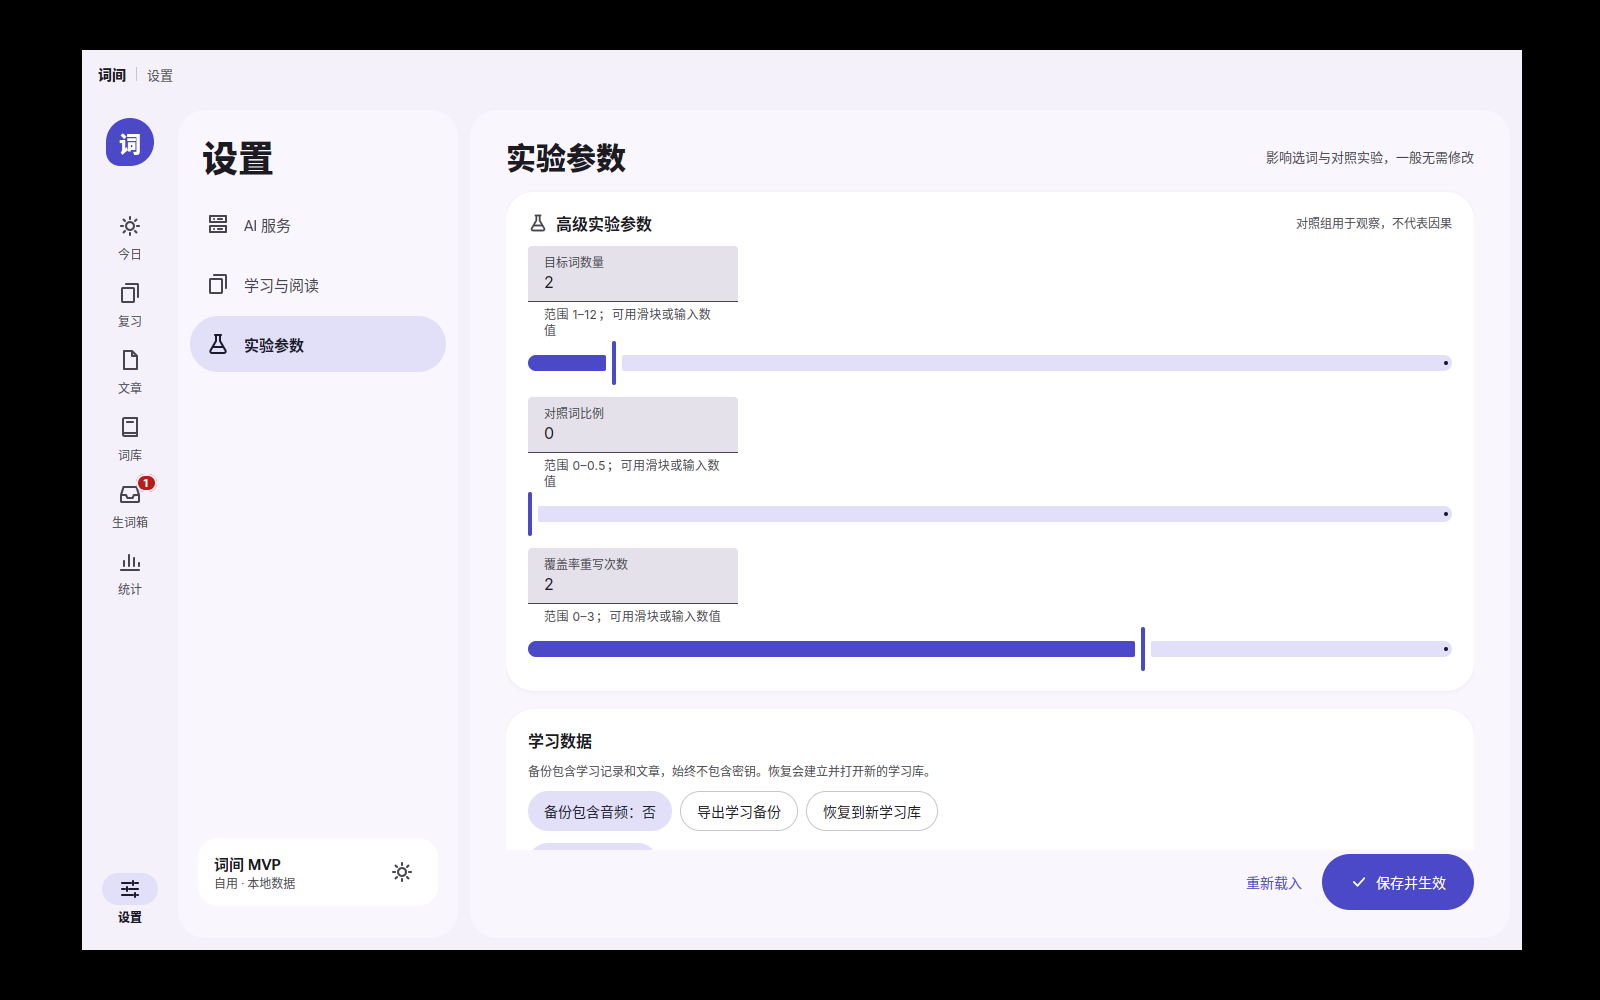 词间 设置
词
今日
复习
文章
词库
1
生词箱
统计
设置
设置
AI 服务
学习与阅读
实验参数
词间 MVP
自用 · 本地数据
实验参数
影响选词与对照实验，一般无需修改
高级实验参数
对照组用于观察，不代表因果
目标词数量
2
范围 1–12；可用滑块或输入数
值
对照词比例
0
范围 0–0.5；可用滑块或输入数
值
覆盖率重写次数
2
范围 0–3；可用滑块或输入数值
学习数据
备份包含学习记录和文章，始终不包含密钥。恢复会建立并打开新的学习库。
备份包含音频：否
导出学习备份
恢复到新学习库
重新载入
保存并生效